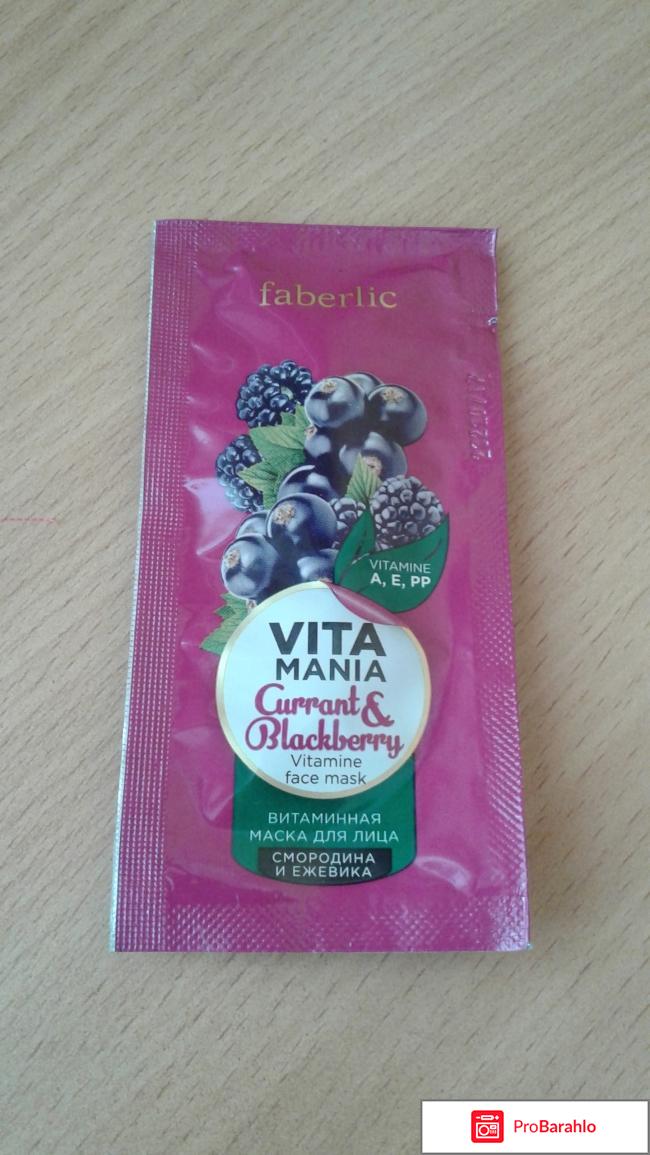 faberlic
VITAMINE
A, E, PP
VITA
MANIA
Currant &
Blackberry
Vitamine
face mask
ВИТАМИННАЯ
МАСКА ДЛЯ ЛИЦА
СМОРОДИНА
И ЕЖЕВИКА
ProBarahlo